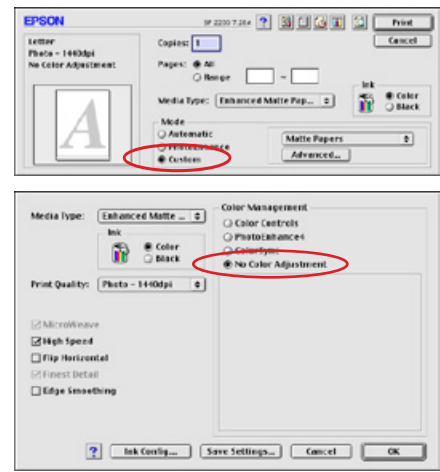 EPSON SP 2200 7.26e ? Print
Letter
Photo - 1440dpi
No Color Adjustment
Copies: 1
Cancel
Pages: All
Range ~
Media Type: Enhanced Matte Pap...
Ink
Color
Black
A
Mode
Automatic
PhotoEnhance
Custom
Matte Papers
Advanced...
Media Type: Enhanced Matte ...
Ink
Color
Black
Print Quality: Photo - 1440dpi
MicroWeave
High Speed
Flip Horizontal
Finest Detail
Edge Smoothing
Color Management
Color Controls
PhotoEnhance4
ColorSync
No Color Adjustment
? Ink Config... Save Settings... Cancel OK